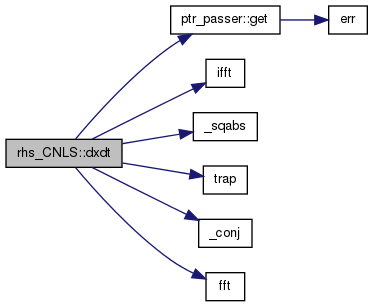 ptr_passer::get
err
ifft
_sqabs
rhs_CNLS::dxdt
trap
_conj
fft